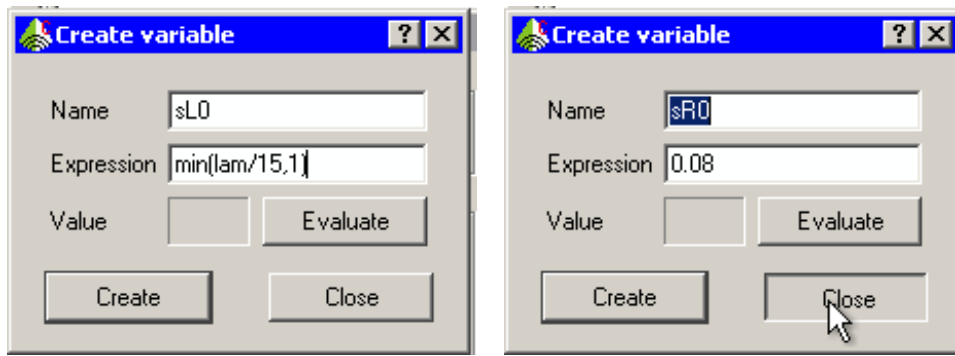 Create variable
Name sL0
Expression min(lam/15,1)
Value Evaluate
Create Close
Create variable
Name sR0
Expression 0.08
Value Evaluate
Create Close